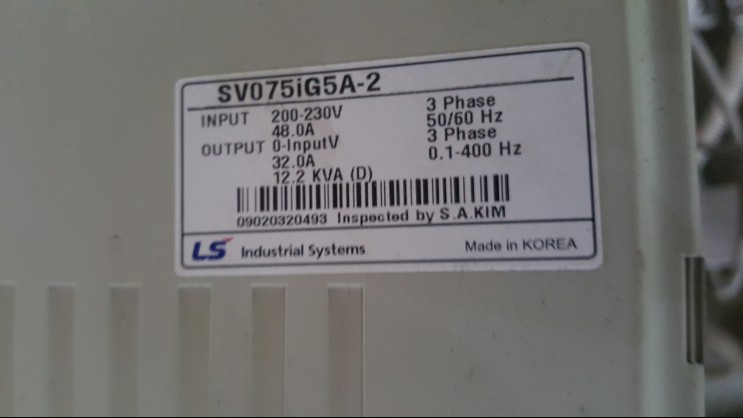 SV075iG5A-2
INPUT 200-230V 3 Phase
48.0A 50/60 Hz
OUTPUT 0-InputV 3 Phase
32.0A 0.1-400 Hz
12.2 KVA (D)
09020320493 Inspected by S.A.KIM
LS Industrial Systems Made in KOREA